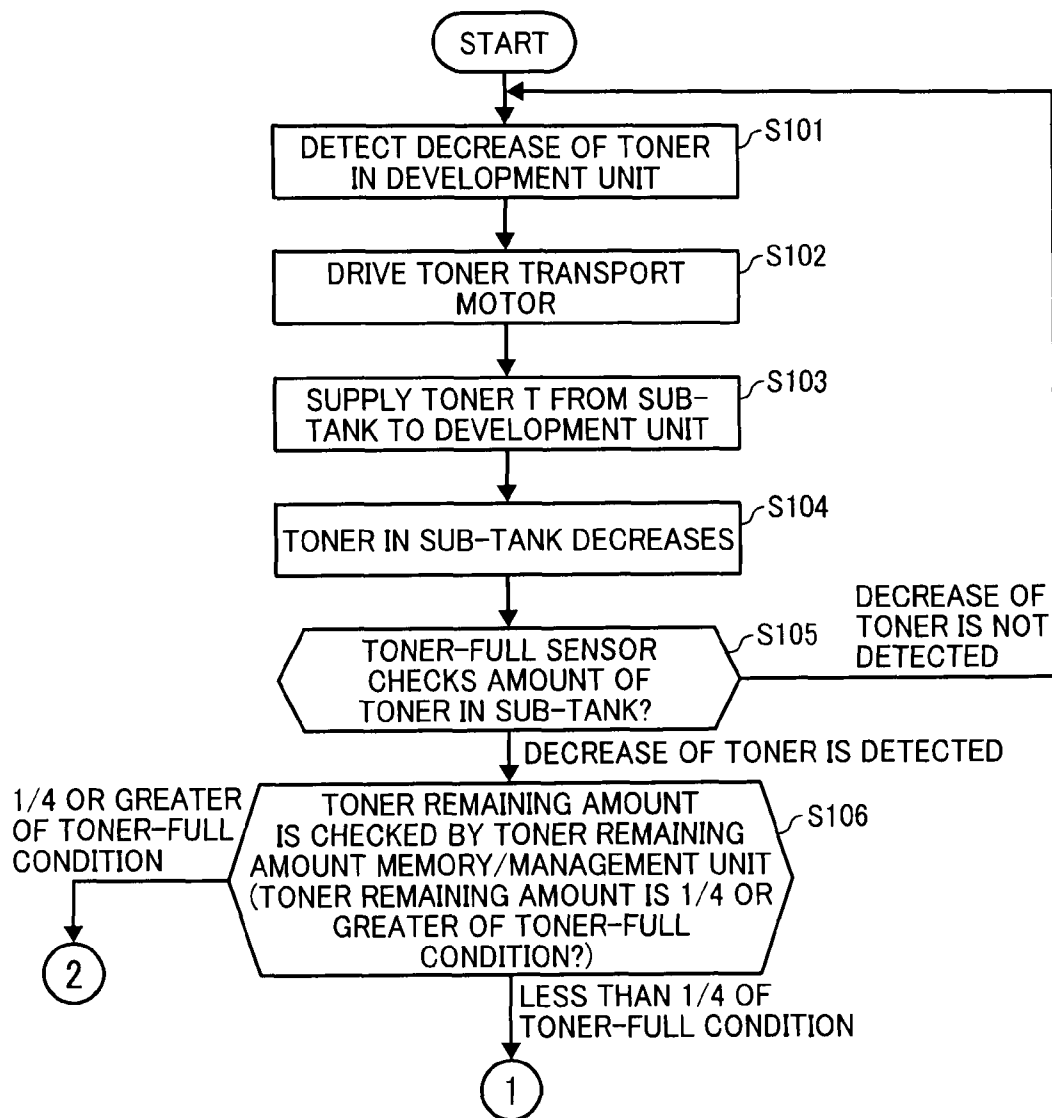 START
S101
DETECT DECREASE OF TONER
IN DEVELOPMENT UNIT
S102
DRIVE TONER TRANSPORT
MOTOR
S103
SUPPLY TONER T FROM SUB-
TANK TO DEVELOPMENT UNIT
S104
TONER IN SUB-TANK DECREASES
S105
TONER-FULL SENSOR
CHECKS AMOUNT OF
TONER IN SUB-TANK?
DECREASE OF
TONER IS NOT
DETECTED
DECREASE OF TONER IS DETECTED
S106
TONER REMAINING AMOUNT
IS CHECKED BY TONER REMAINING
AMOUNT MEMORY/MANAGEMENT UNIT
(TONER REMAINING AMOUNT IS 1/4 OR
GREATER OF TONER-FULL
CONDITION?)
1/4 OR GREATER
OF TONER-FULL
CONDITION
2
LESS THAN 1/4 OF
TONER-FULL CONDITION
1